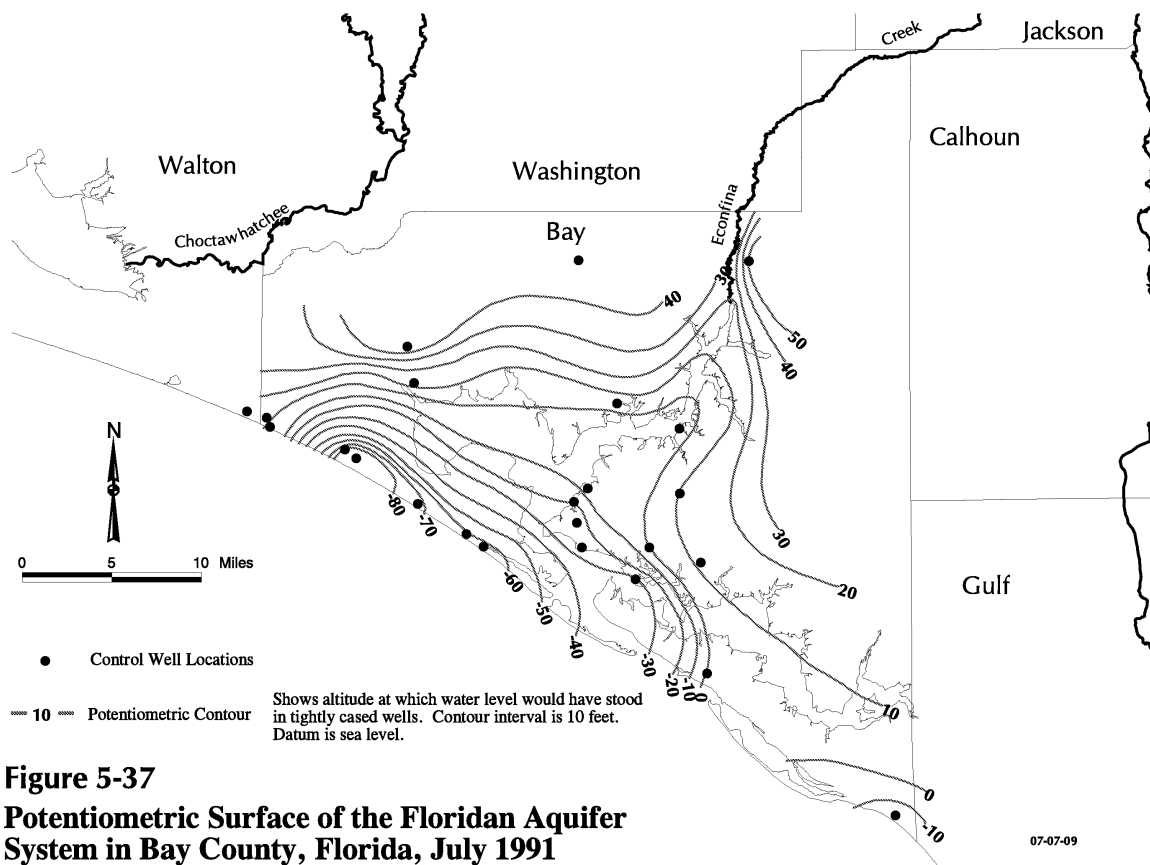 Creek
Jackson
Calhoun
Walton
Washington
Choctawhatchee
Econfina
Bay
30
40
50
40
N
0 5 10 Miles
-80
-70
30
-60
20
Gulf
-50
-40
-30
-20
-10
0
10
Control Well Locations
10 Potentiometric Contour
Shows altitude at which water level would have stood
in tightly cased wells. Contour interval is 10 feet.
Datum is sea level.
0
-10
Figure 5-37
Potentiometric Surface of the Floridan Aquifer
System in Bay County, Florida, July 1991
07-07-09